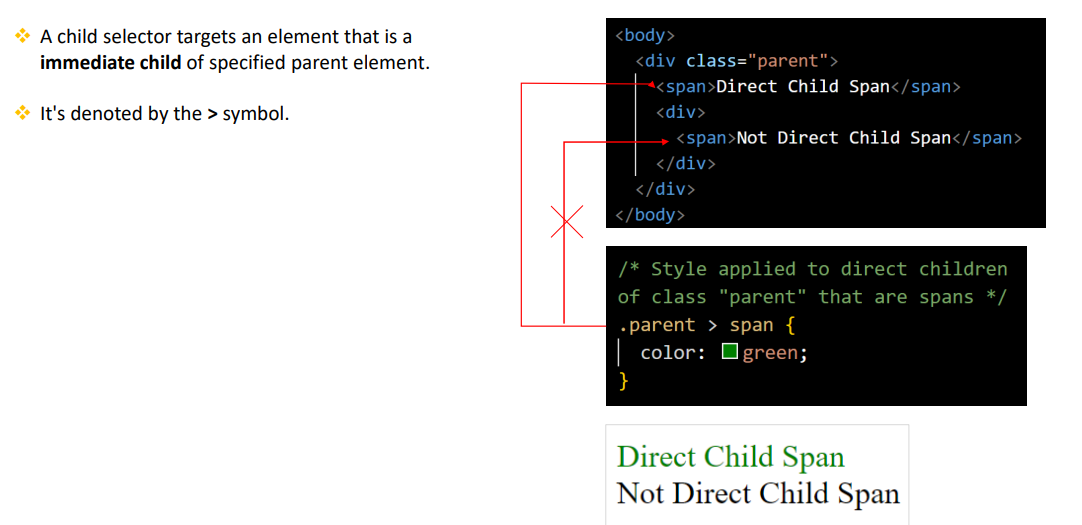 A child selector targets an element that is a
immediate child of specified parent element.
It's denoted by the > symbol.
<body>
<div class="parent">
<span>Direct Child Span</span>
<div>
<span>Not Direct Child Span</span>
</div>
</div>
</body>
/* Style applied to direct children
of class "parent" that are spans */
.parent > span {
color: green;
}
Direct Child Span
Not Direct Child Span